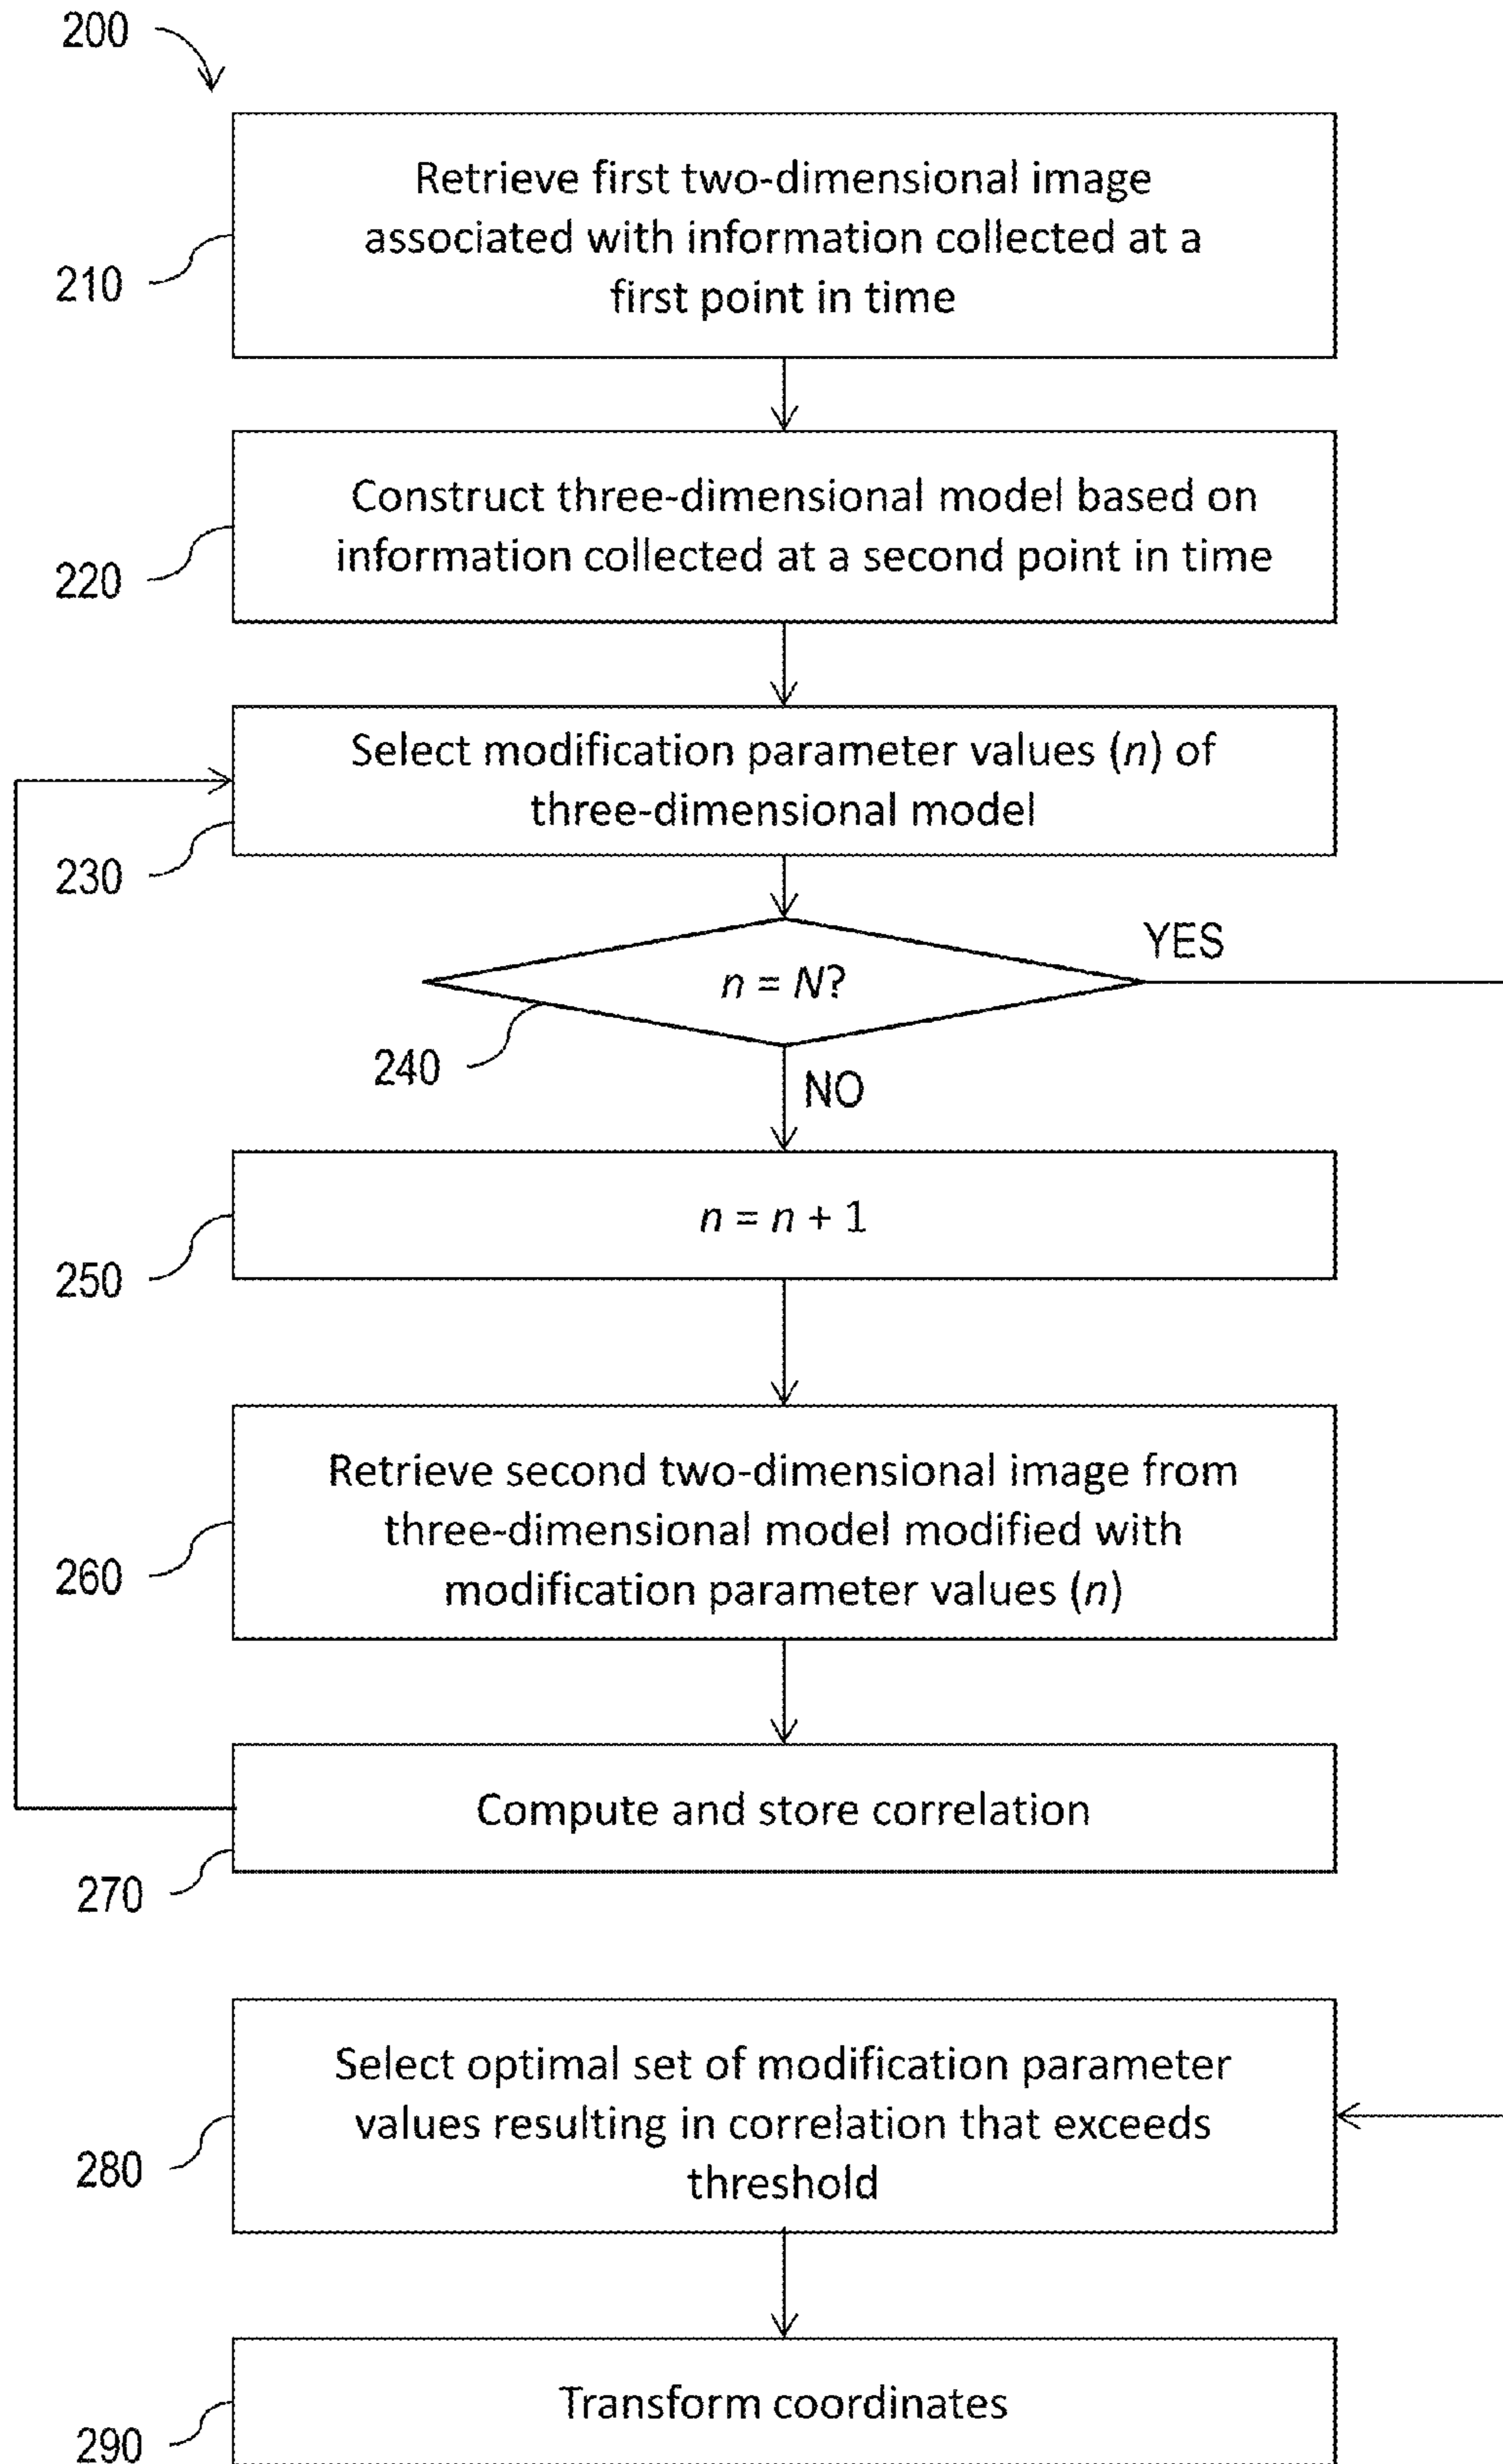 200
Retrieve first two-dimensional image
associated with information collected at a
first point in time
210
Construct three-dimensional model based on
information collected at a second point in time
220
Select modification parameter values (n) of
three-dimensional model
230
YES
n = N?
240
NO
n = n + 1
250
Retrieve second two-dimensional image from
three-dimensional model modified with
modification parameter values (n)
260
Compute and store correlation
270
Select optimal set of modification parameter
values resulting in correlation that exceeds
threshold
280
Transform coordinates
290